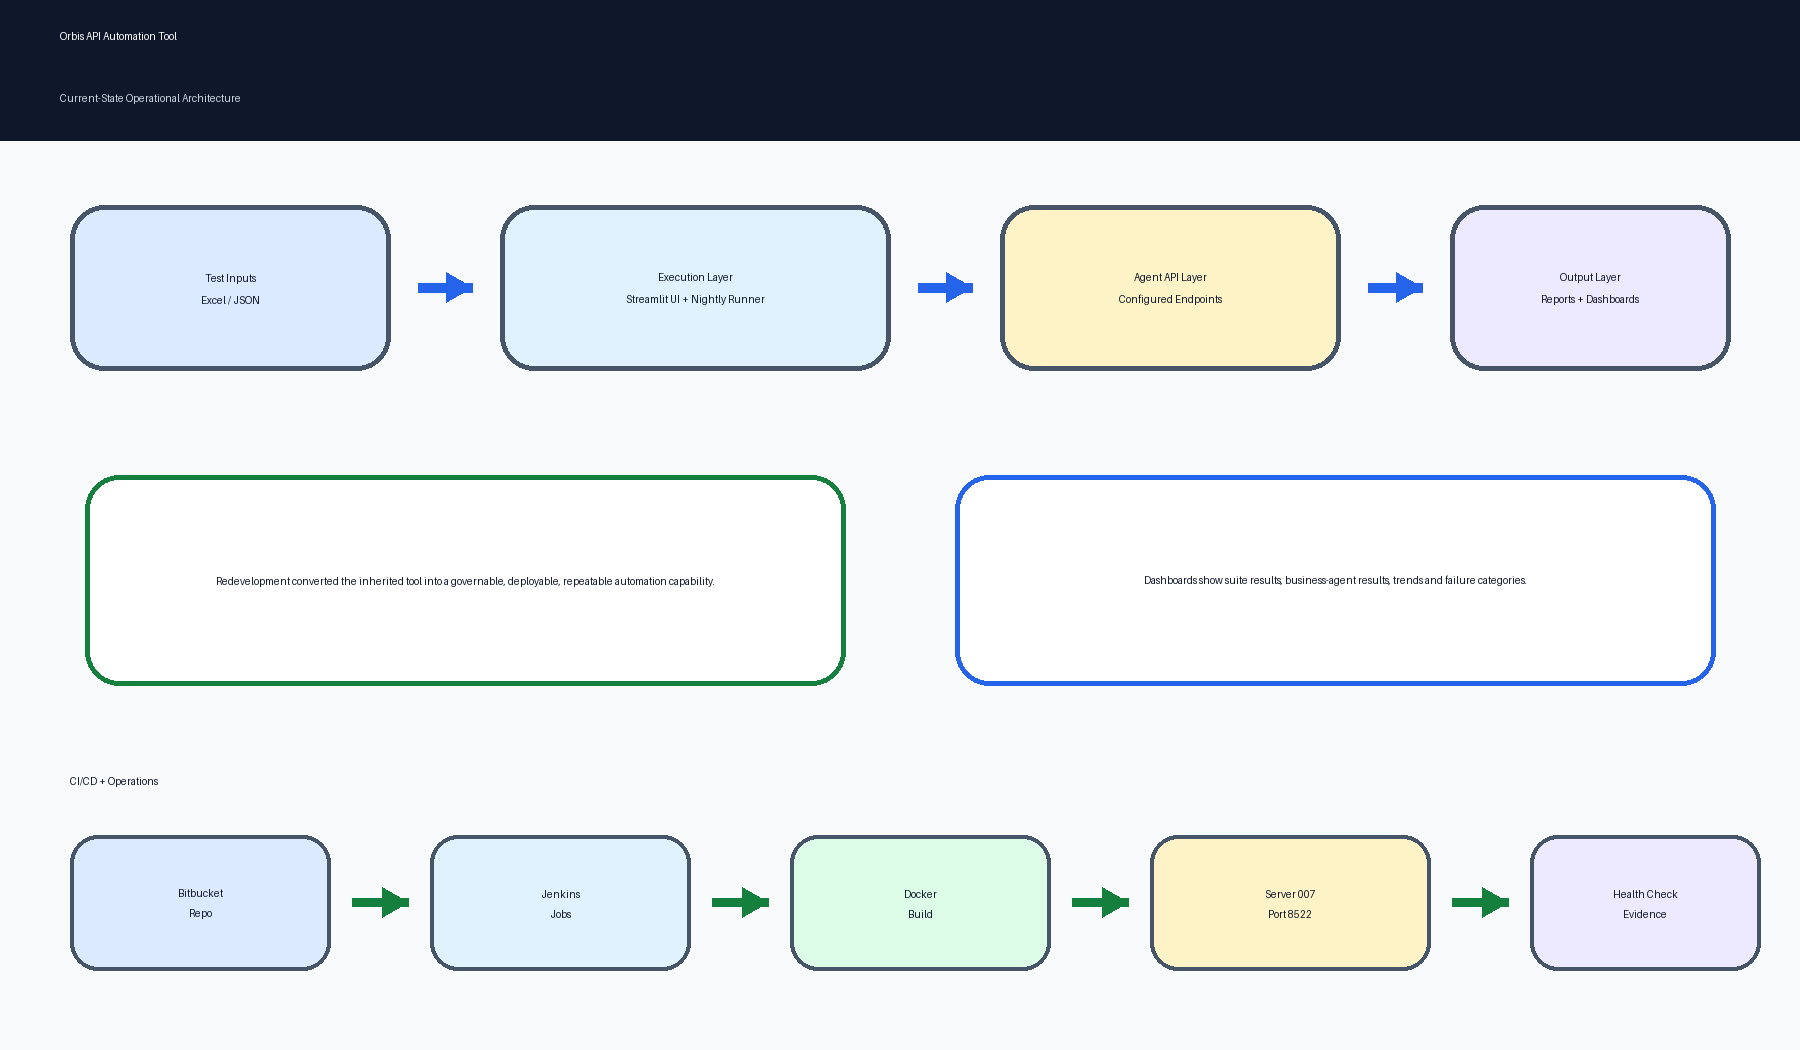 Orbis API Automation Tool
Current-State Operational Architecture
Test Inputs
Excel / JSON
Execution Layer
Streamlit UI + Nightly Runner
Agent API Layer
Configured Endpoints
Output Layer
Reports + Dashboards
Redevelopment converted the inherited tool into a governable, deployable, repeatable automation capability.
Dashboards show suite results, business-agent results, trends and failure categories.
CI/CD + Operations
Bitbucket
Repo
Jenkins
Jobs
Docker
Build
Server 007
Port 8522
Health Check
Evidence